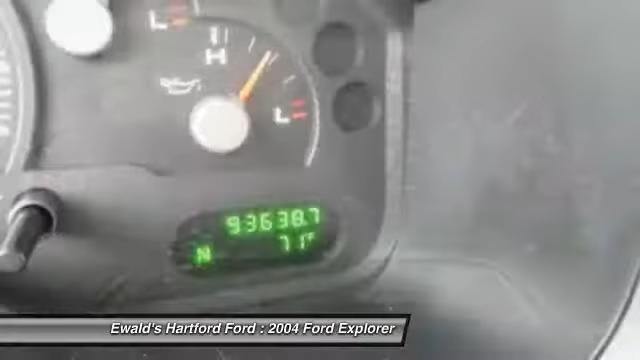 L
H
L
93638.7
N 71°F
Ewald's Hartford Ford : 2004 Ford Explorer